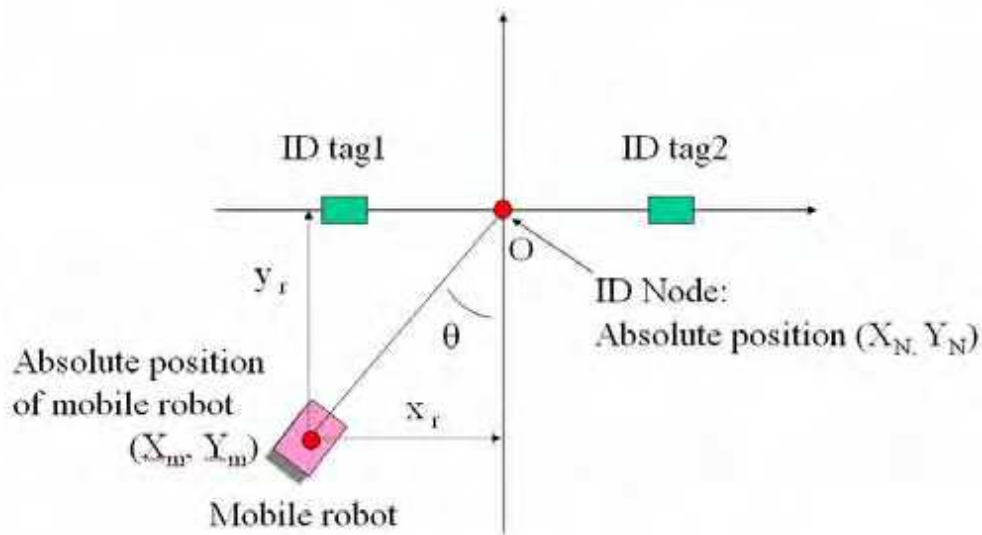 ID tag1
ID tag2
O
y r
ID Node:
Absolute position (XN, YN)
θ
Absolute position
of mobile robot
(Xm, Ym)
x r
Mobile robot